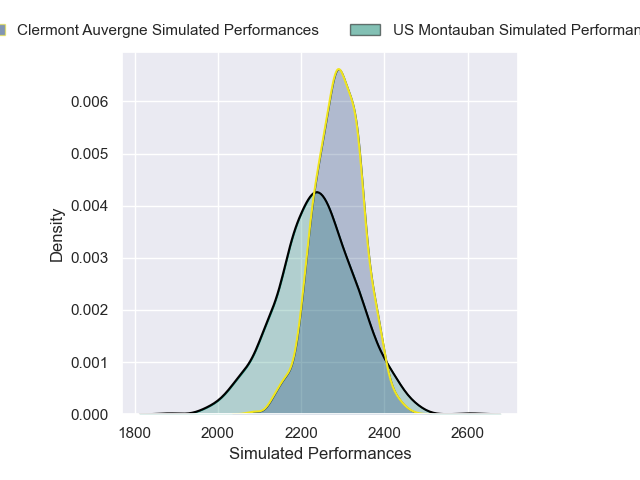 Clermont Auvergne Simulated Performances US Montauban Simulated
0.006
0.005
0.004
0.003
0.002
0.001
0.000
Density
1800 2000 2200 2400 2600
Simulated Performances